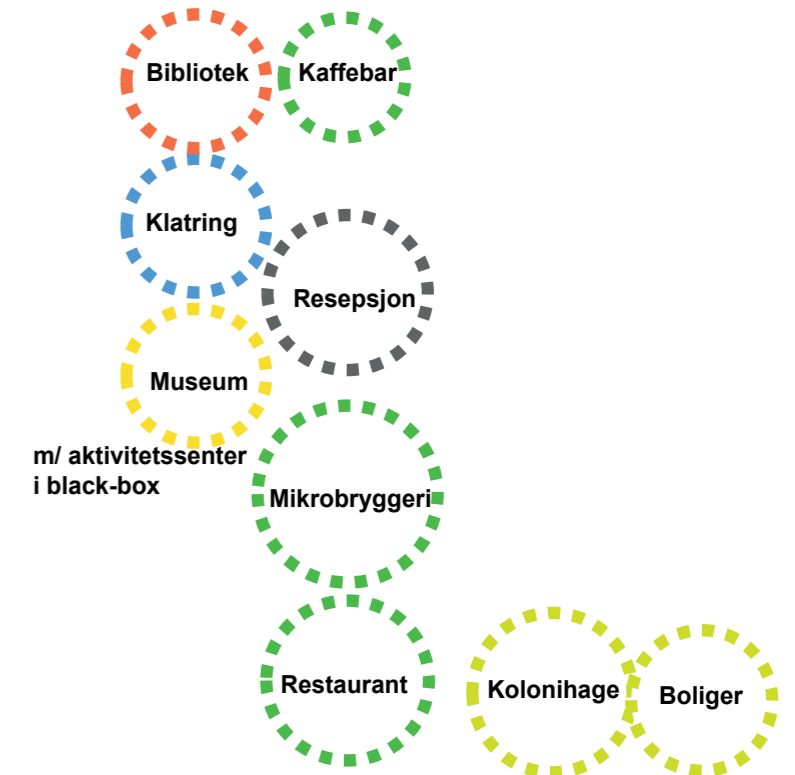 Bibliotek
Kaffebar
Klatring
Resepsjon
Museum
m/ aktivitetssenter
i black-box
Mikrobryggeri
Restaurant
Kolonihage
Boliger